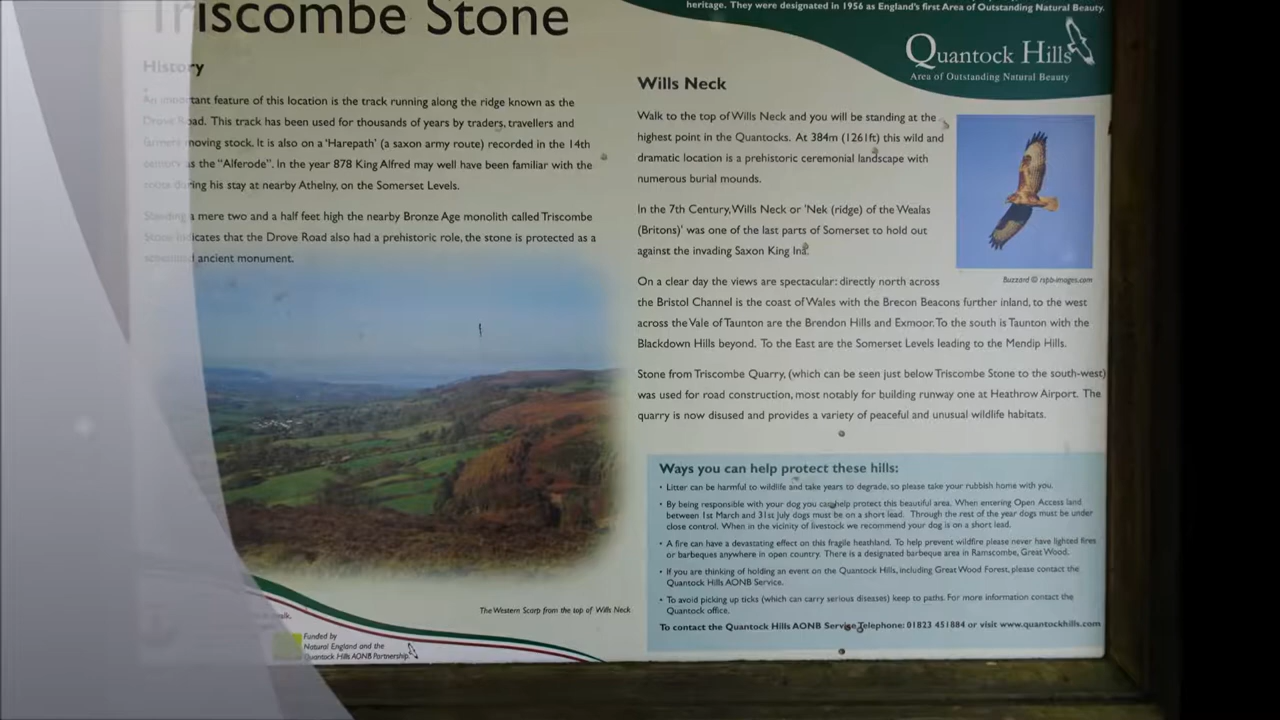 Triscombe Stone
History
An important feature of this location is the track running along the ridge known as the
Drove Road. This track has been used for thousands of years by traders, travellers and
farmers moving stock. It is also on a 'Harepath' (a saxon army route) recorded in the 14th
century as the "Alferode". In the year 878 King Alfred may well have been familiar with the
route during his stay at nearby Athelny, on the Somerset Levels.
Standing a mere two and a half feet high the nearby Bronze Age monolith called Triscombe
Stone indicates that the Drove Road also had a prehistoric role, the stone is protected as a
scheduled ancient monument.
The Western Scarp from the top of Wills Neck
walk.
Funded by
Natural England and the
Quantock Hills AONB Partnership.
heritage. They were designated in 1956 as England's first Area of Outstanding Natural Beauty.
Quantock Hills
Area of Outstanding Natural Beauty
Wills Neck
Walk to the top of Wills Neck and you will be standing at the
highest point in the Quantocks. At 384m (1261ft) this wild and
dramatic location is a prehistoric ceremonial landscape with
numerous burial mounds.
In the 7th Century, Wills Neck or 'Nek (ridge) of the Wealas
(Britons)' was one of the last parts of Somerset to hold out
against the invading Saxon King Ina.
Buzzard © rspb-images.com
On a clear day the views are spectacular: directly north across
the Bristol Channel is the coast of Wales with the Brecon Beacons further inland, to the west
across the Vale of Taunton are the Brendon Hills and Exmoor. To the south is Taunton with the
Blackdown Hills beyond. To the East are the Somerset Levels leading to the Mendip Hills.
Stone from Triscombe Quarry, (which can be seen just below Triscombe Stone to the south-west)
was used for road construction, most notably for building runway one at Heathrow Airport. The
quarry is now disused and provides a variety of peaceful and unusual wildlife habitats.
Ways you can help protect these hills:
• Litter can be harmful to wildlife and take years to degrade, so please take your rubbish home with you.
• By being responsible with your dog you can help protect this beautiful area. When entering Open Access land
between 1st March and 31st July dogs must be on a short lead. Through the rest of the year dogs must be under
close control. When in the vicinity of livestock we recommend your dog is on a short lead.
• A fire can have a devastating effect on this fragile heathland. To help prevent wildfire please never have lighted fires
or barbeques anywhere in open country. There is a designated barbeque area in Ramscombe, Great Wood.
• If you are thinking of holding an event on the Quantock Hills, including Great Wood Forest, please contact the
Quantock Hills AONB Service.
• To avoid picking up ticks (which can carry serious diseases) keep to paths. For more information contact the
Quantock office.
To contact the Quantock Hills AONB Service Telephone: 01823 451884 or visit www.quantockhills.com